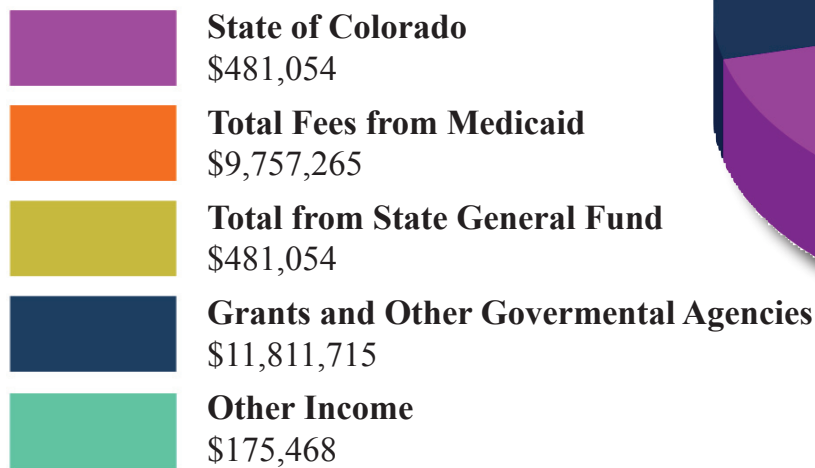 State of Colorado
$481,054
Total Fees from Medicaid
$9,757,265
Total from State General Fund
$481,054
Grants and Other Govermental Agencies
$11,811,715
Other Income
$175,468